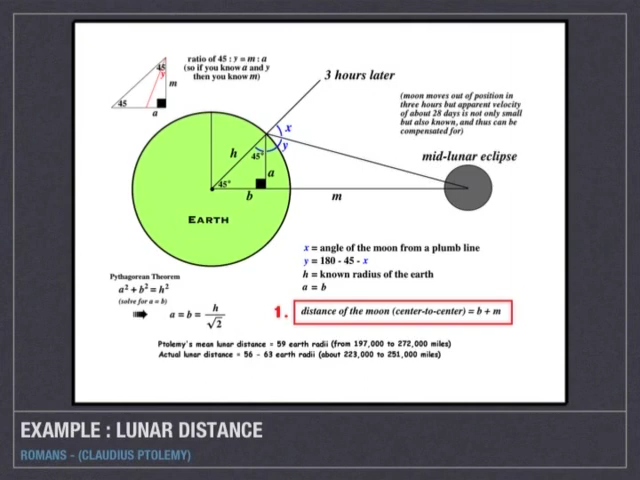 ratio of 45 : y = m : a
(so if you know a and y
then you know m)
45
y
m
45
a
3 hours later
(moon moves out of position in
three hours but apparent velocity
of about 28 days is not only small
but also known, and thus can be
compensated for)
x
y
h
45°
a
mid-lunar eclipse
45°
b
m
EARTH
x = angle of the moon from a plumb line
y = 180 - 45 - x
h = known radius of the earth
a = b
Pythagorean Theorem
a² + b² = h²
(solve for a = b)
a = b = h / √2
1. distance of the moon (center-to-center) = b + m
Ptolemy's mean lunar distance = 59 earth radii (from 197,000 to 272,000 miles)
Actual lunar distance = 56 - 63 earth radii (about 223,000 to 251,000 miles)
EXAMPLE : LUNAR DISTANCE
ROMANS - (CLAUDIUS PTOLEMY)